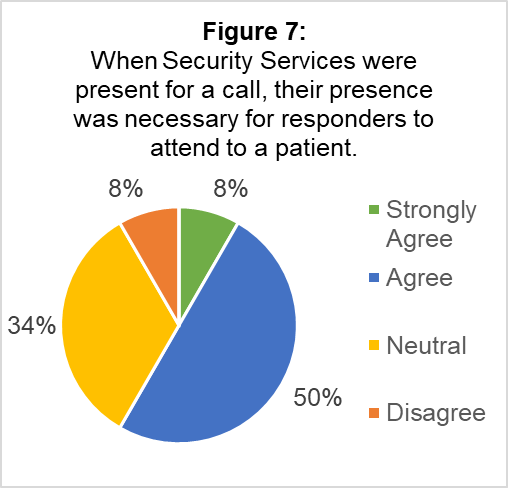 Figure 7:
When Security Services were
present for a call, their presence
was necessary for responders to
attend to a patient.
8%
8%
34%
50%
Strongly
Agree
Agree
Neutral
Disagree